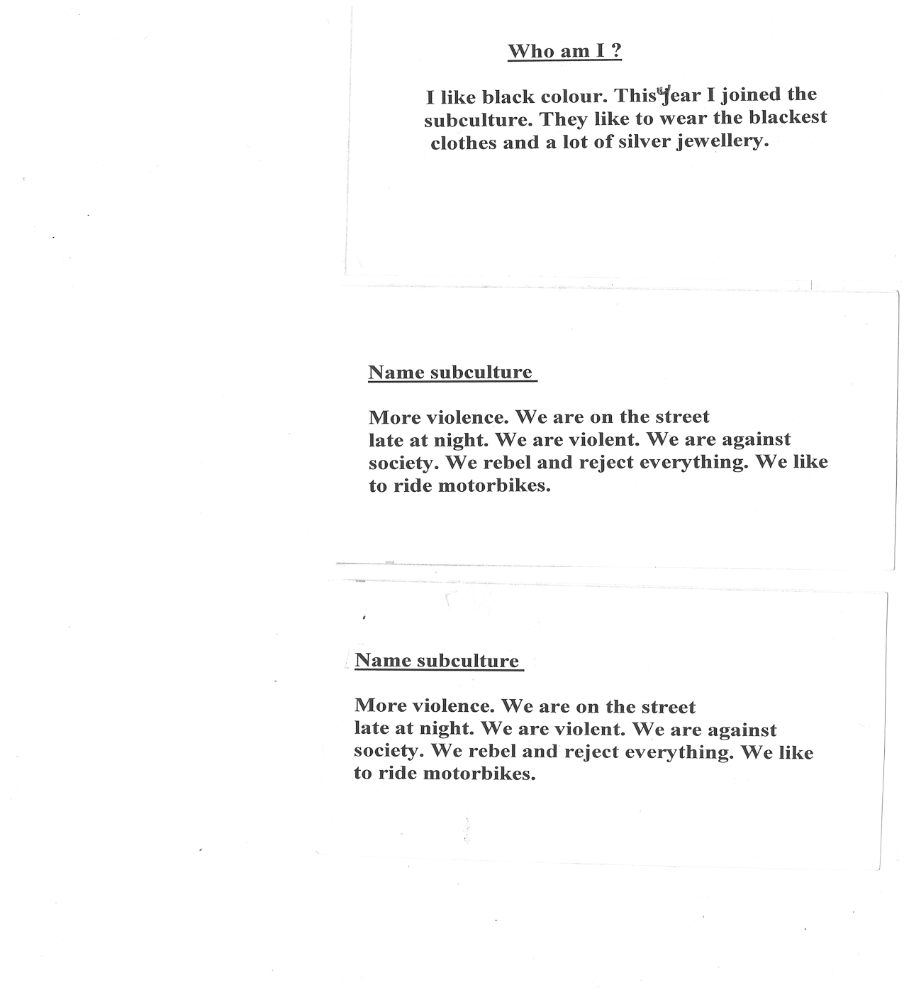 Who am I ?
I like black colour. This year I joined the
subculture. They like to wear the blackest
clothes and a lot of silver jewellery.
Name subculture
More violence. We are on the street
late at night. We are violent. We are against
society. We rebel and reject everything. We like
to ride motorbikes.
Name subculture
More violence. We are on the street
late at night. We are violent. We are against
society. We rebel and reject everything. We like
to ride motorbikes.